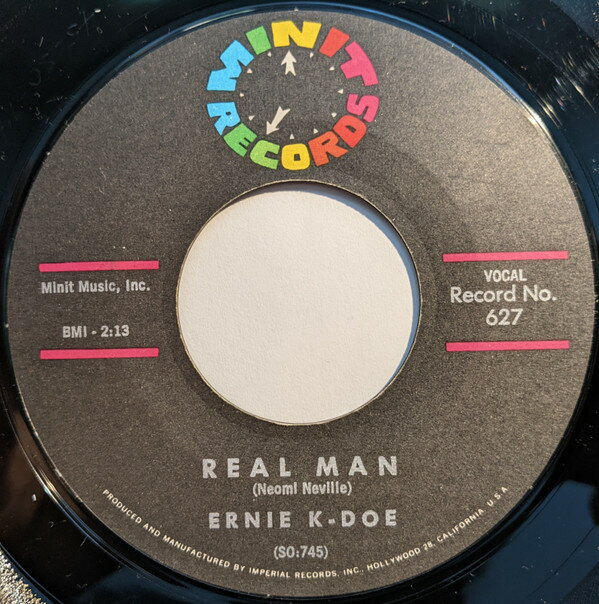 MINIT
RECORDS
Minit Music, Inc.
BMI - 2:13
VOCAL
Record No.
627
REAL MAN
(Neomi Neville)
ERNIE K-DOE
(SO:745)
PRODUCED AND MANUFACTURED BY IMPERIAL RECORDS, INC., HOLLYWOOD 28, CALIFORNIA, U.S.A.